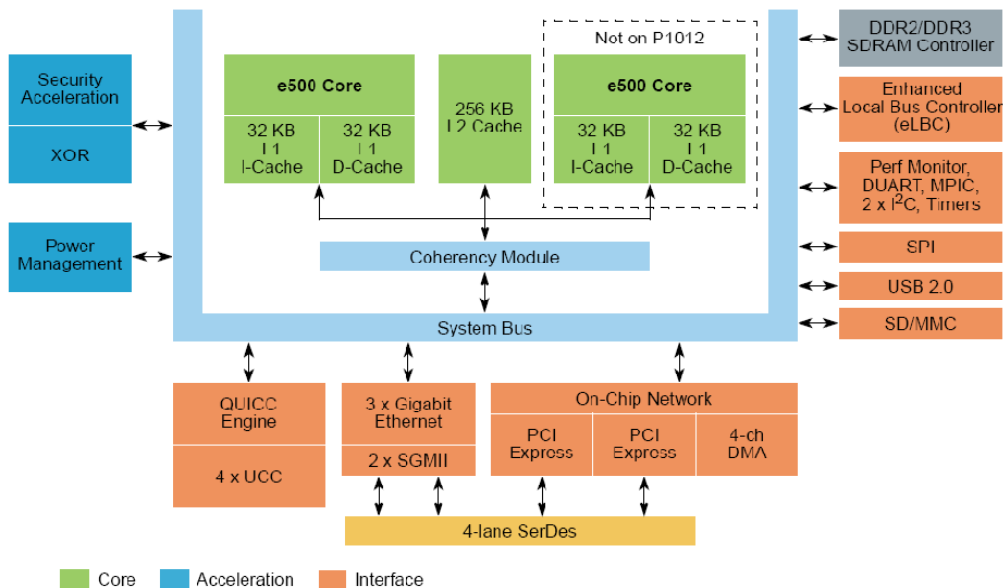 Not on P1012
DDR2/DDR3
SDRAM Controller
Security
Acceleration
XOR
e500 Core
32 KB
L1
I-Cache
32 KB
L1
D-Cache
256 KB
L2 Cache
e500 Core
32 KB
L1
I-Cache
32 KB
L1
D-Cache
Enhanced
Local Bus Controller
(eLBC)
Perf Monitor,
DUART, MPIC,
2 x I²C, Timers
Power
Management
Coherency Module
SPI
USB 2.0
SD/MMC
System Bus
QUICC
Engine
4 x UCC
3 x Gigabit
Ethernet
2 x SGMII
On-Chip Network
PCI
Express
PCI
Express
4-ch
DMA
4-lane SerDes
Core
Acceleration
Interface